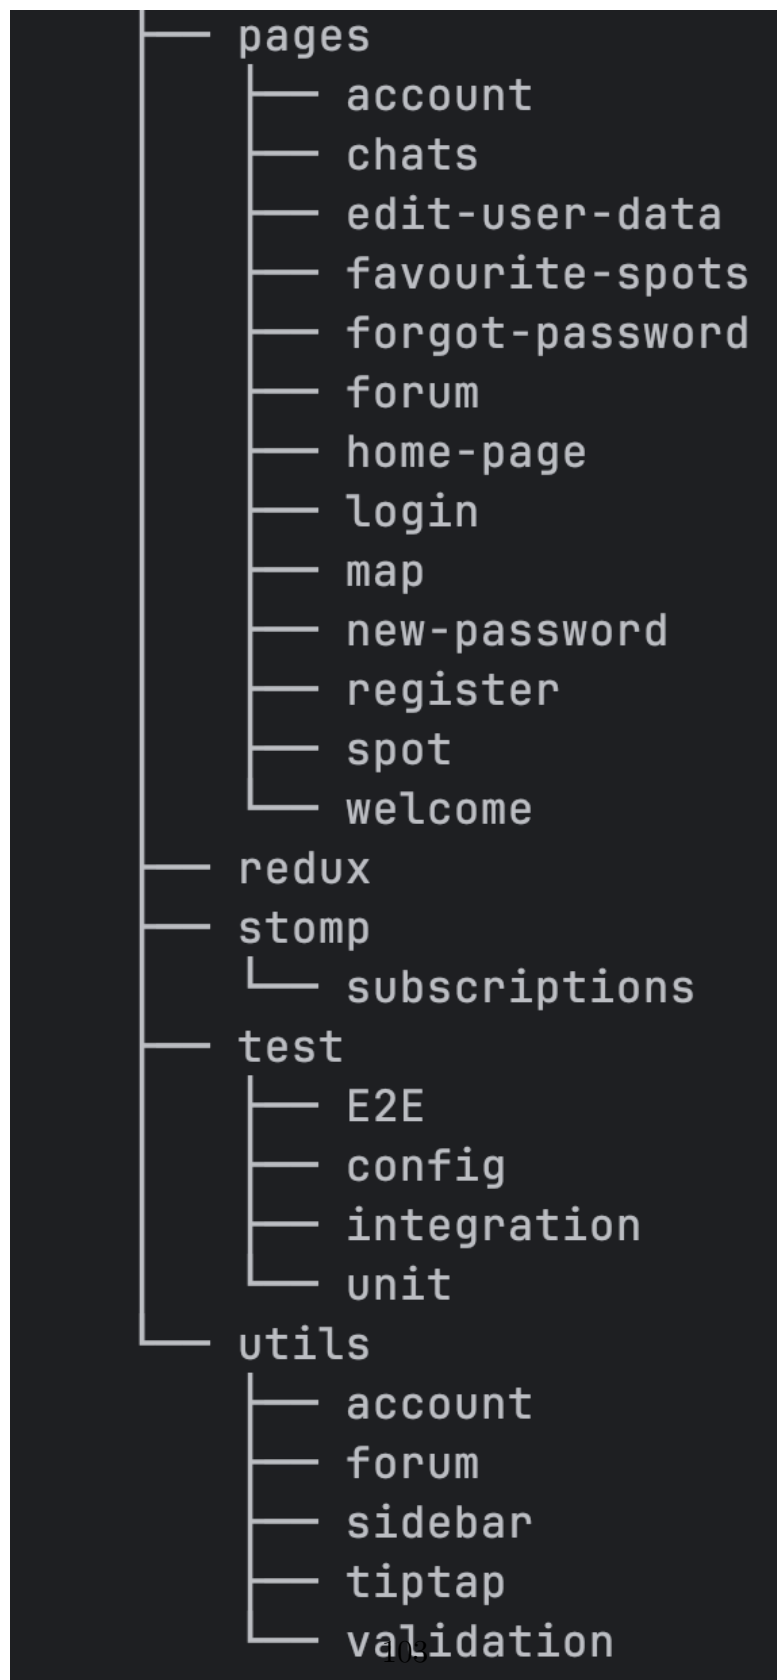 pages
account
chats
edit-user-data
favourite-spots
forgot-password
forum
home-page
login
map
new-password
register
spot
welcome
redux
stomp
subscriptions
test
E2E
config
integration
unit
utils
account
forum
sidebar
tiptap
validation
103